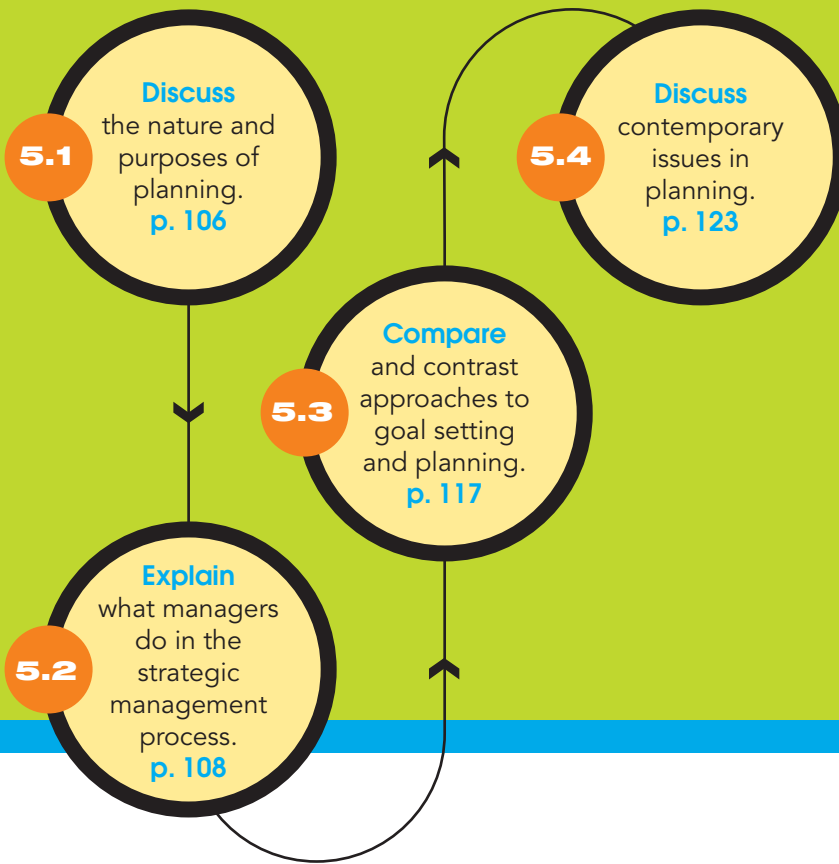 5.1
Discuss
the nature and
purposes of
planning.
p. 106
5.2
Explain
what managers
do in the
strategic
management
process.
p. 108
5.3
Compare
and contrast
approaches to
goal setting
and planning.
p. 117
5.4
Discuss
contemporary
issues in
planning.
p. 123